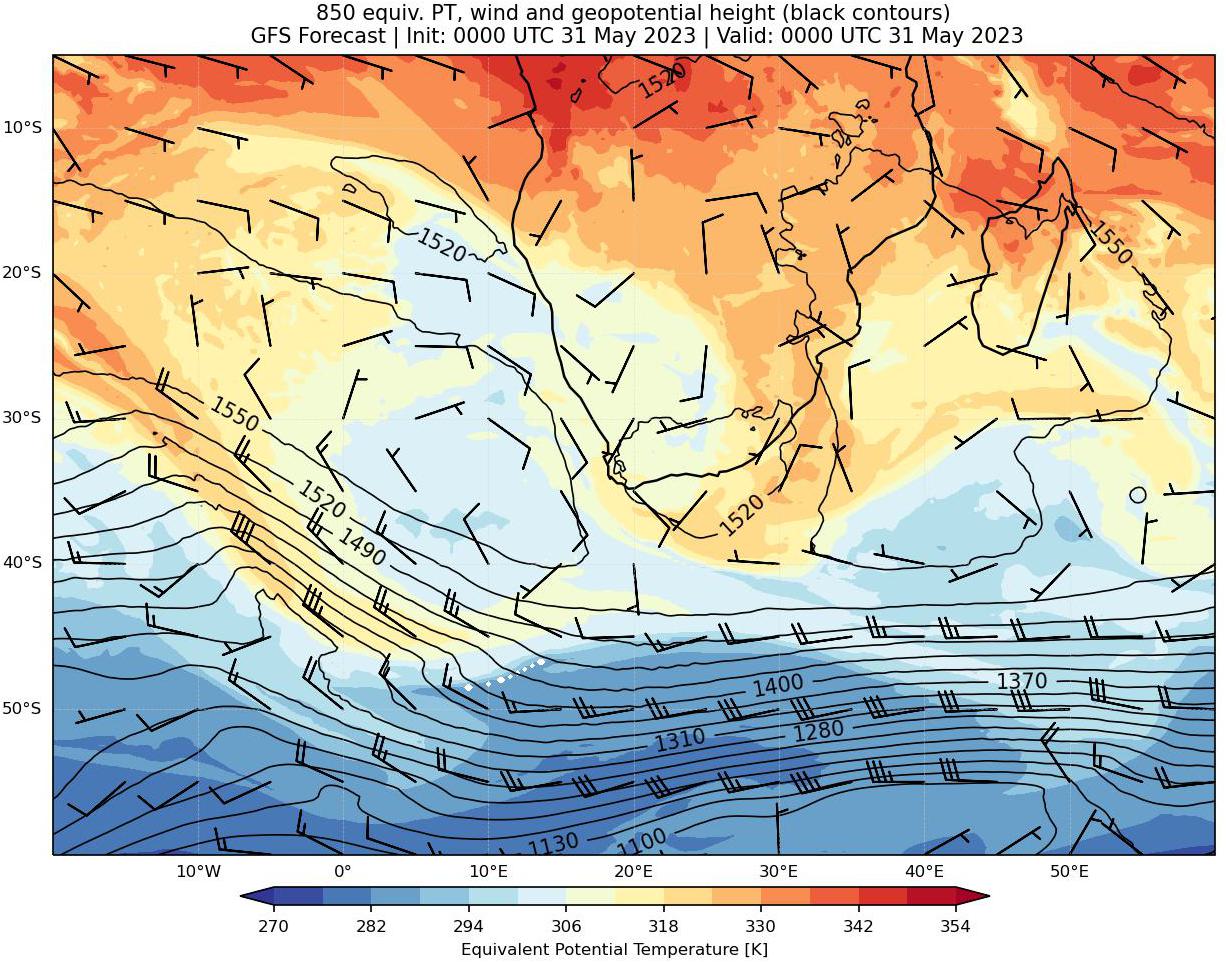 850 equiv. PT, wind and geopotential height (black contours)
GFS Forecast | Init: 0000 UTC 31 May 2023 | Valid: 0000 UTC 31 May 2023
1520
10°S
1520
1550
20°S
1550
30°S
1520
1520
1490
40°S
1370
1400
50°S
1280
1310
1130
1100
10°W
0°
10°E
20°E
30°E
40°E
50°E
270
282
294
306
318
330
342
354
Equivalent Potential Temperature [K]